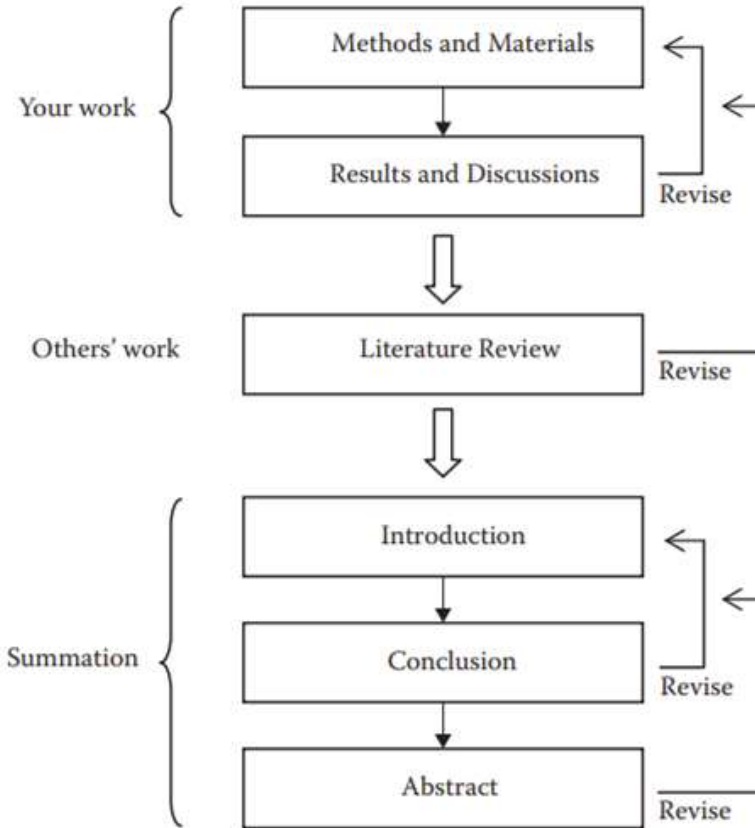 Methods and Materials
Your work
Results and Discussions
Revise
Others’ work
Literature Review
Revise
Introduction
Summation
Conclusion
Revise
Abstract
Revise